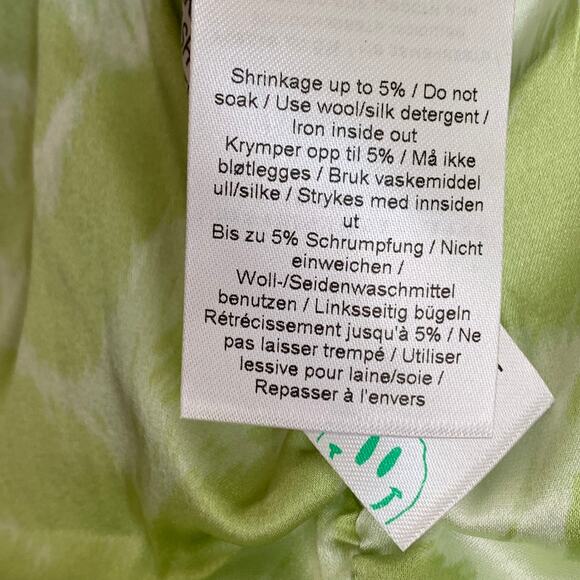 Shrinkage up to 5% / Do not
soak / Use wool/silk detergent /
Iron inside out
Krymper opp til 5% / Må ikke
bløtlegges / Bruk vaskemiddel
ull/silke / Strykes med innsiden
ut
Bis zu 5% Schrumpfung / Nicht
einweichen /
Woll-/Seidenwaschmittel
benutzen / Linksseitig bügeln
Rétrécissement jusqu'à 5% / Ne
pas laisser trempé / Utiliser
lessive pour laine/soie /
Repasser à l'envers